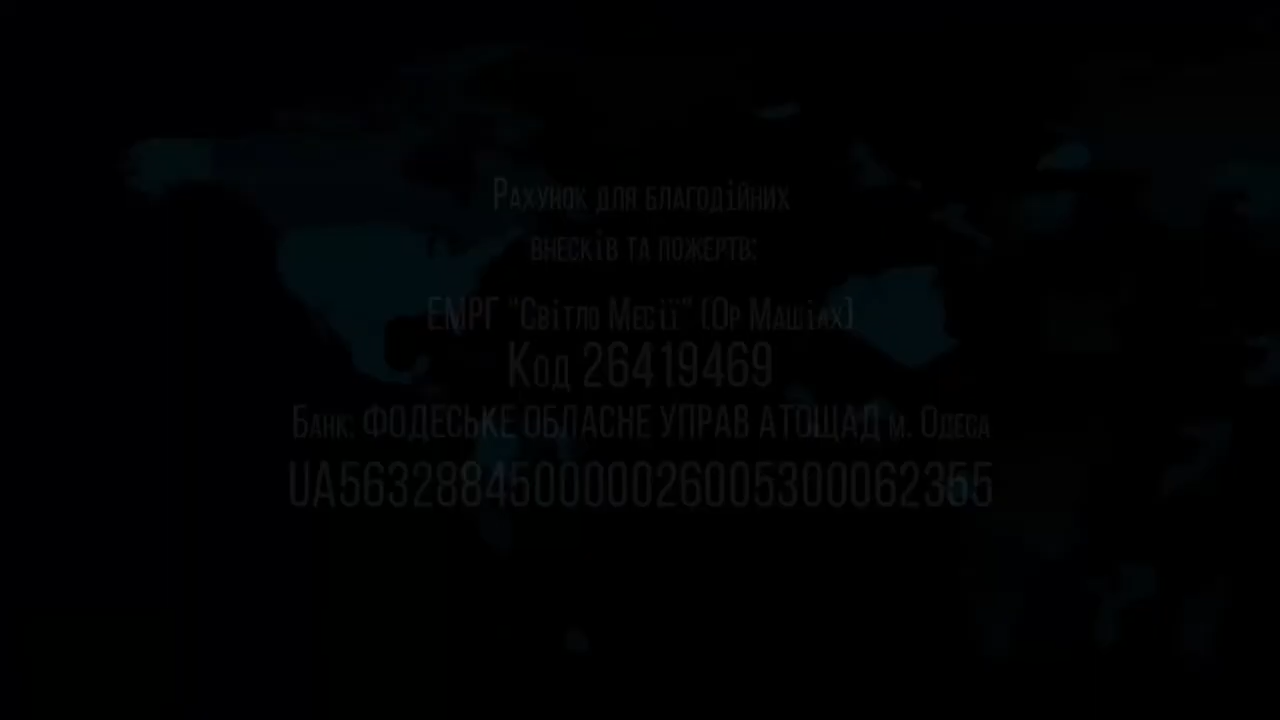 Рахунок для благодійних
внесків та пожертв:
ЕМРГ "Світло Месії" (Ор Машіах)
Код 26419469
Банк: ФОДЕСЬКЕ ОБЛАСНЕ УПРАВ АТОЩАД м. Одеса
UA563288450000026005300062355